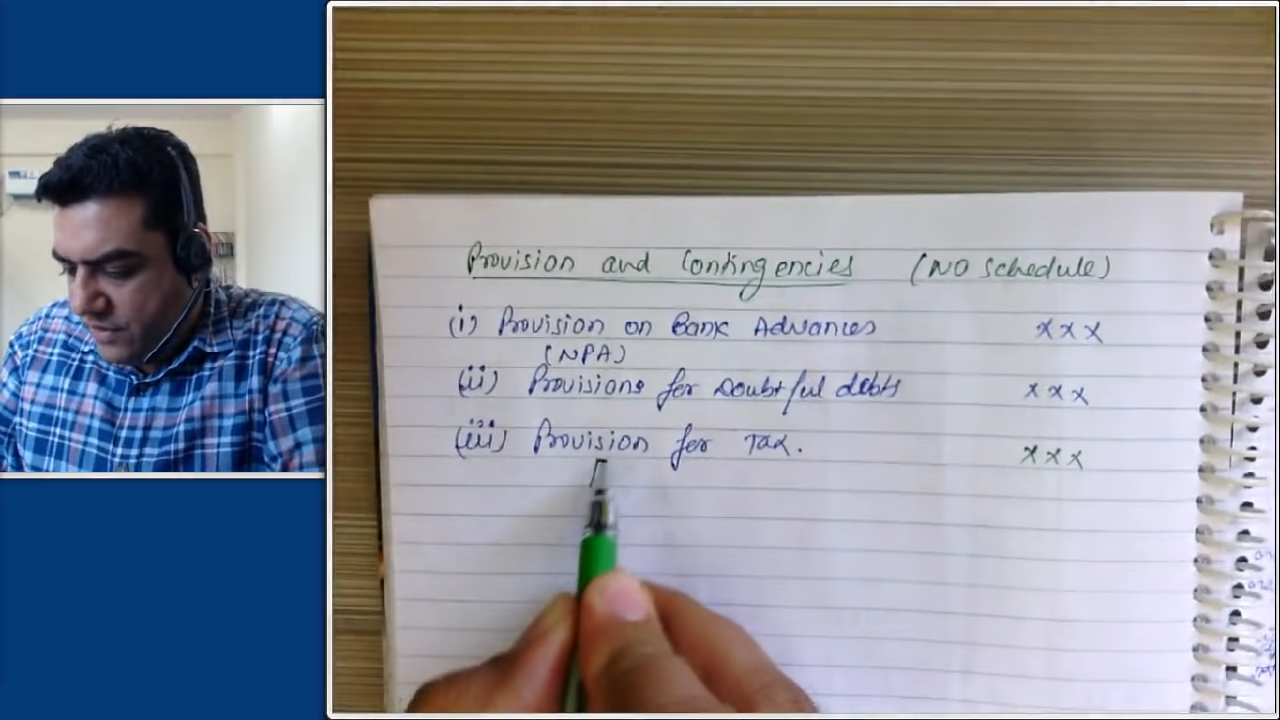 Provision and Contingencies (NO Schedule)
(i) Provision on Bank Advances xxx
(NPA)
(ii) Provisions for Doubtful debts xxx
(iii) Provision for Tax. xxx